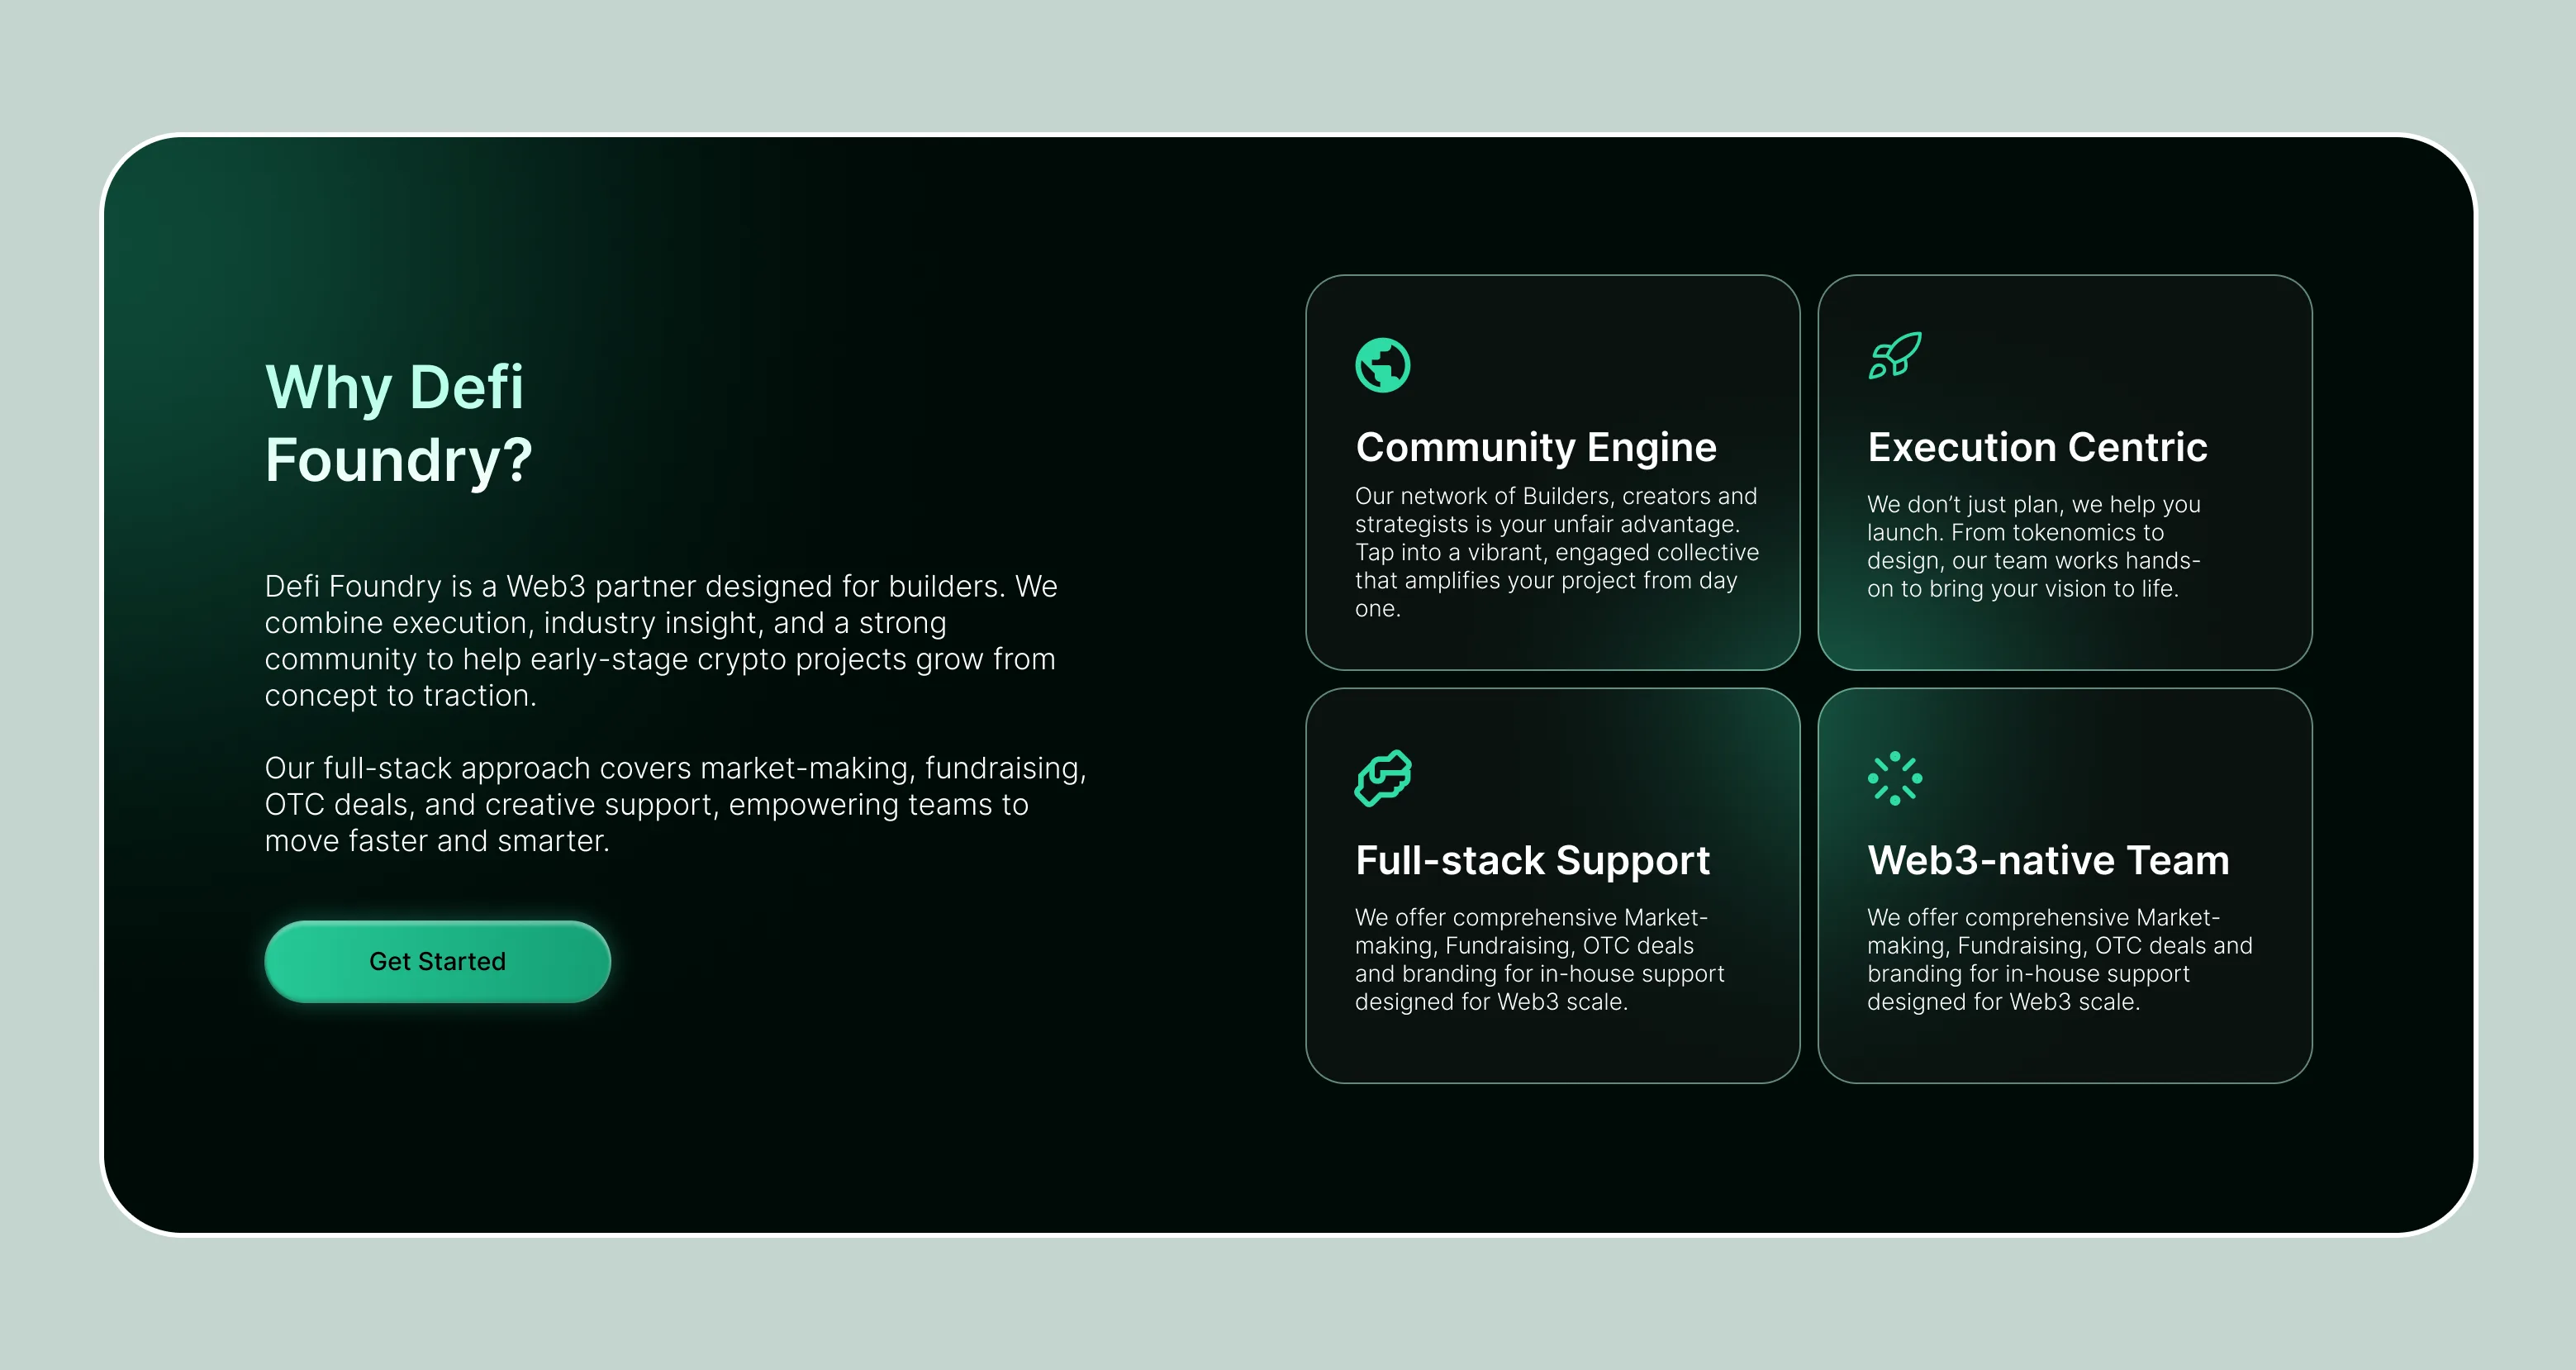 Why Defi
Foundry?
Defi Foundry is a Web3 partner designed for builders. We
combine execution, industry insight, and a strong
community to help early-stage crypto projects grow from
concept to traction.
Our full-stack approach covers market-making, fundraising,
OTC deals, and creative support, empowering teams to
move faster and smarter.
Get Started
Community Engine
Our network of Builders, creators and
strategists is your unfair advantage.
Tap into a vibrant, engaged collective
that amplifies your project from day
one.
Execution Centric
We don’t just plan, we help you
launch. From tokenomics to
design, our team works hands-
on to bring your vision to life.
Full-stack Support
We offer comprehensive Market-
making, Fundraising, OTC deals
and branding for in-house support
designed for Web3 scale.
Web3-native Team
We offer comprehensive Market-
making, Fundraising, OTC deals and
branding for in-house support
designed for Web3 scale.